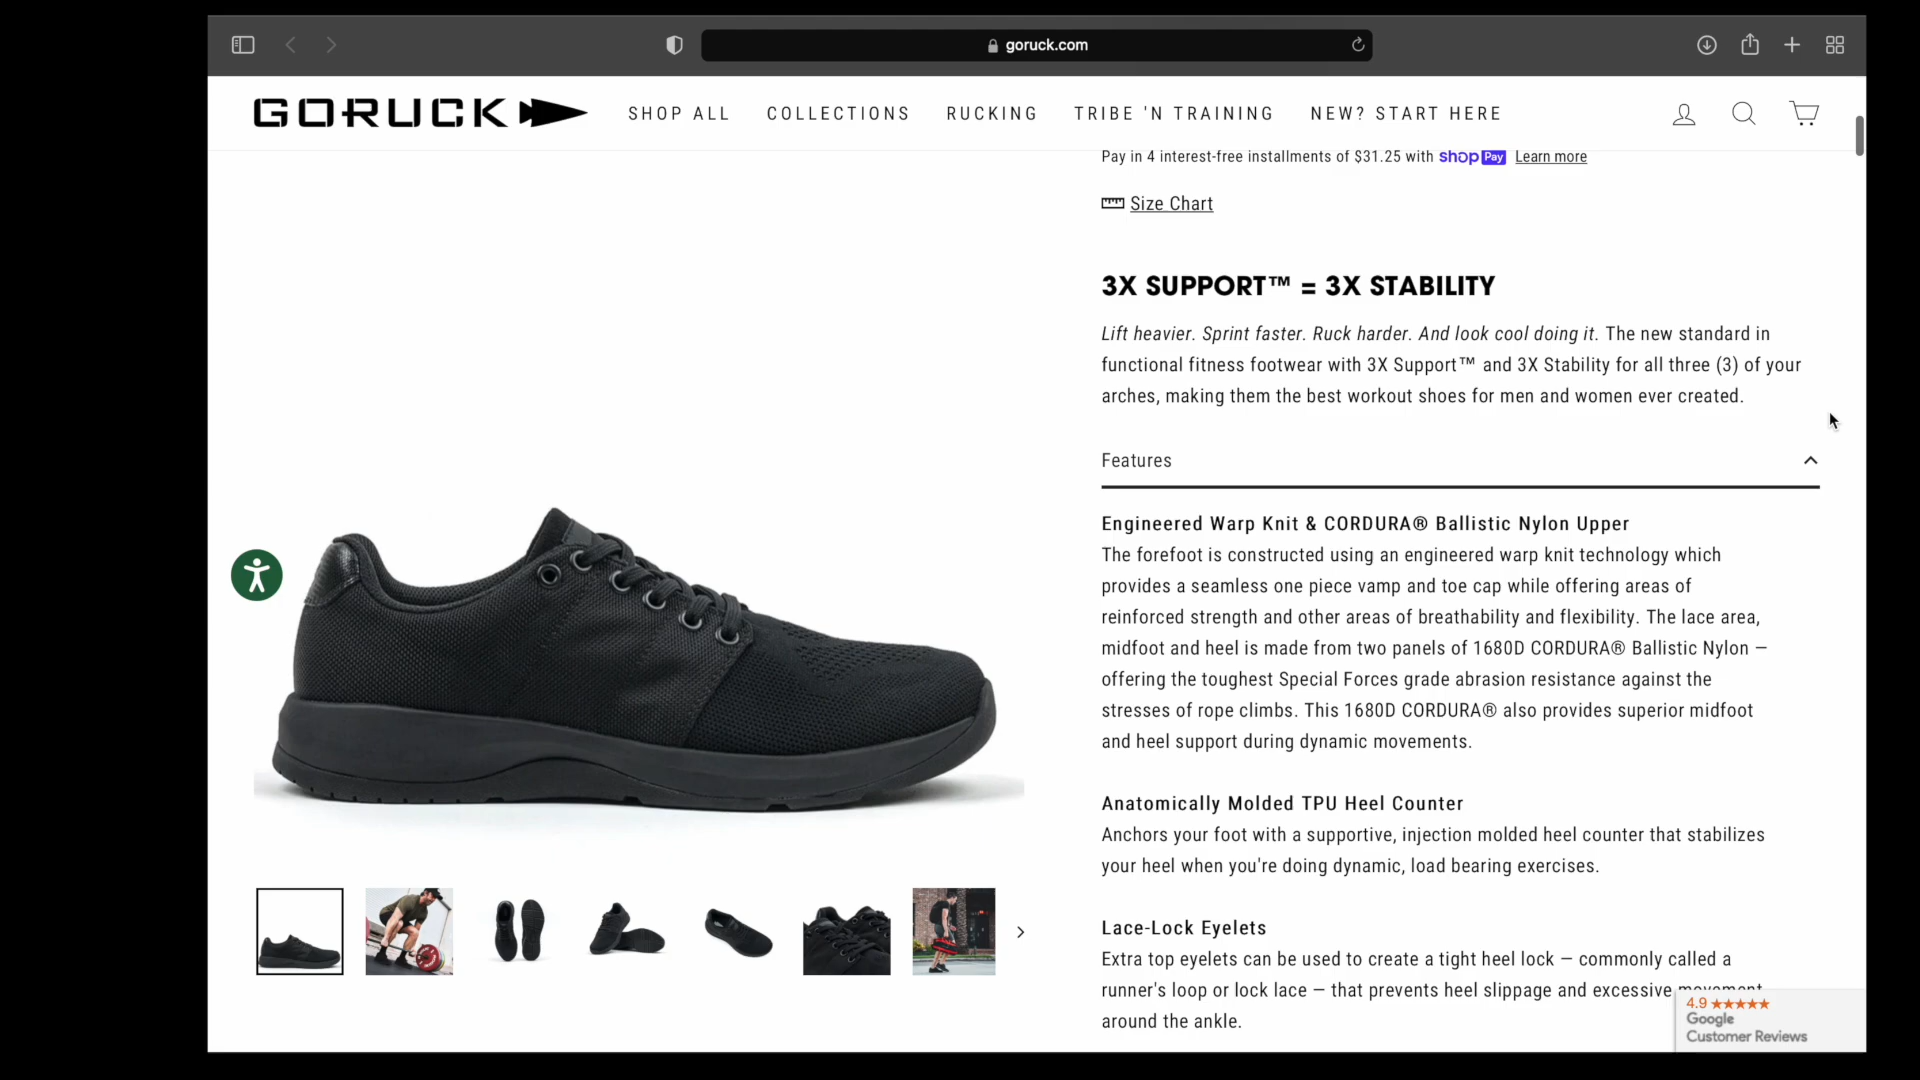 goruck.com
GORUCK
SHOP ALL
COLLECTIONS
RUCKING
TRIBE 'N TRAINING
NEW? START HERE
Pay in 4 interest-free installments of $31.25 with shop Pay Learn more
Size Chart
3X SUPPORT™ = 3X STABILITY
Lift heavier. Sprint faster. Ruck harder. And look cool doing it. The new standard in
functional fitness footwear with 3X Support™ and 3X Stability for all three (3) of your
arches, making them the best workout shoes for men and women ever created.
Features
Engineered Warp Knit & CORDURA® Ballistic Nylon Upper
The forefoot is constructed using an engineered warp knit technology which
provides a seamless one piece vamp and toe cap while offering areas of
reinforced strength and other areas of breathability and flexibility. The lace area,
midfoot and heel is made from two panels of 1680D CORDURA® Ballistic Nylon –
offering the toughest Special Forces grade abrasion resistance against the
stresses of rope climbs. This 1680D CORDURA® also provides superior midfoot
and heel support during dynamic movements.
Anatomically Molded TPU Heel Counter
Anchors your foot with a supportive, injection molded heel counter that stabilizes
your heel when you're doing dynamic, load bearing exercises.
Lace-Lock Eyelets
Extra top eyelets can be used to create a tight heel lock – commonly called a
runner's loop or lock lace – that prevents heel slippage and excessive movement
around the ankle.
4.9 ★★★★★
Google
Customer Reviews